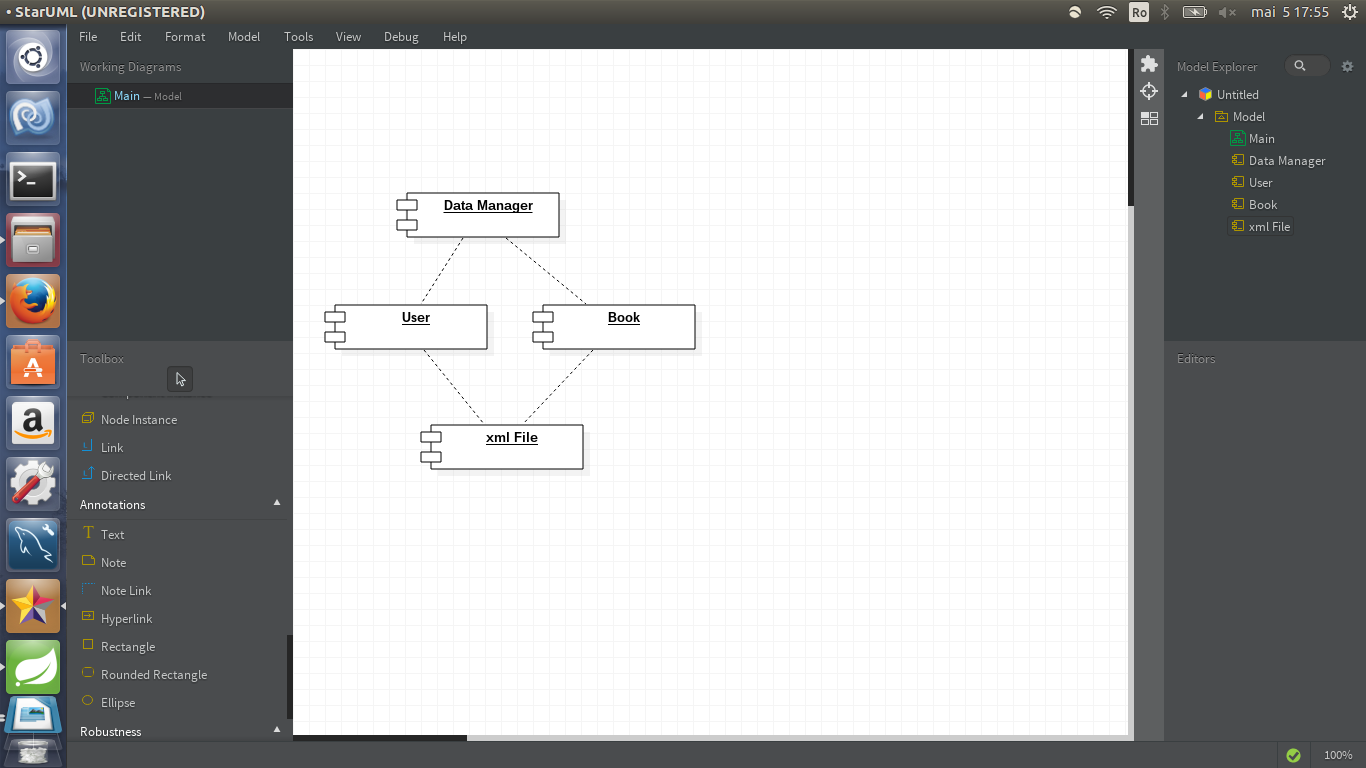 • StarUML (UNREGISTERED)
Ro
mai 5 17:55
File Edit Format Model Tools View Debug Help
Working Diagrams
Main — Model
Toolbox
Node Instance
Link
Directed Link
Annotations
Text
Note
Note Link
Hyperlink
Rectangle
Rounded Rectangle
Ellipse
Robustness
Data Manager
User
Book
xml File
Model Explorer
Untitled
Model
Main
Data Manager
User
Book
xml File
Editors
100%